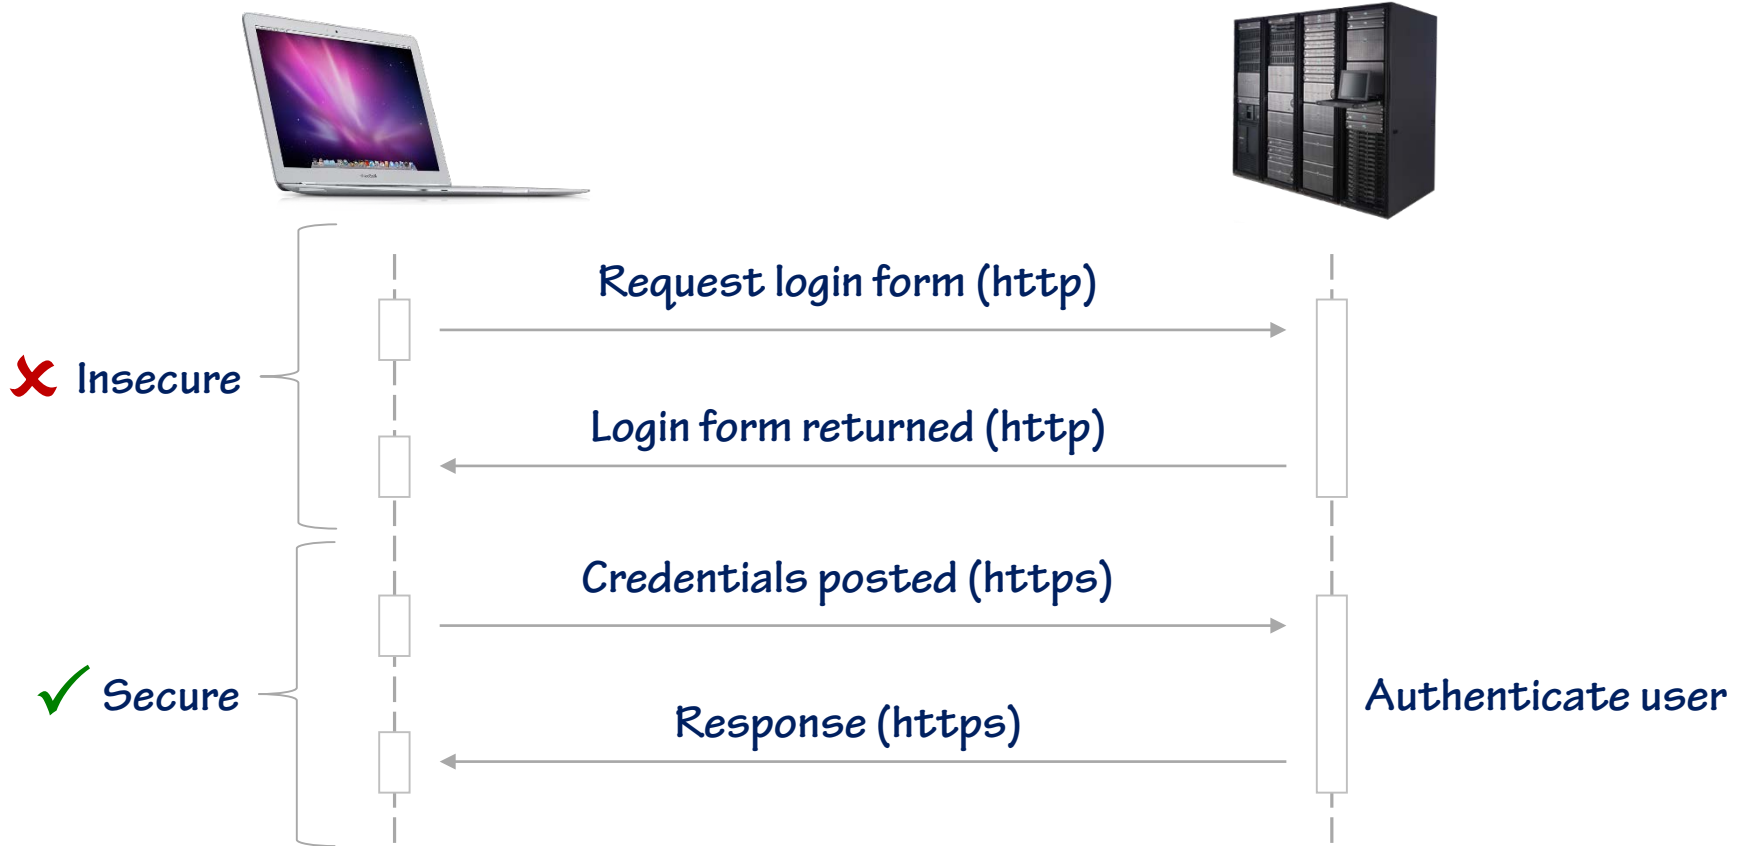 Request login form (http)
Insecure
Login form returned (http)
Credentials posted (https)
Secure
Authenticate user
Response (https)